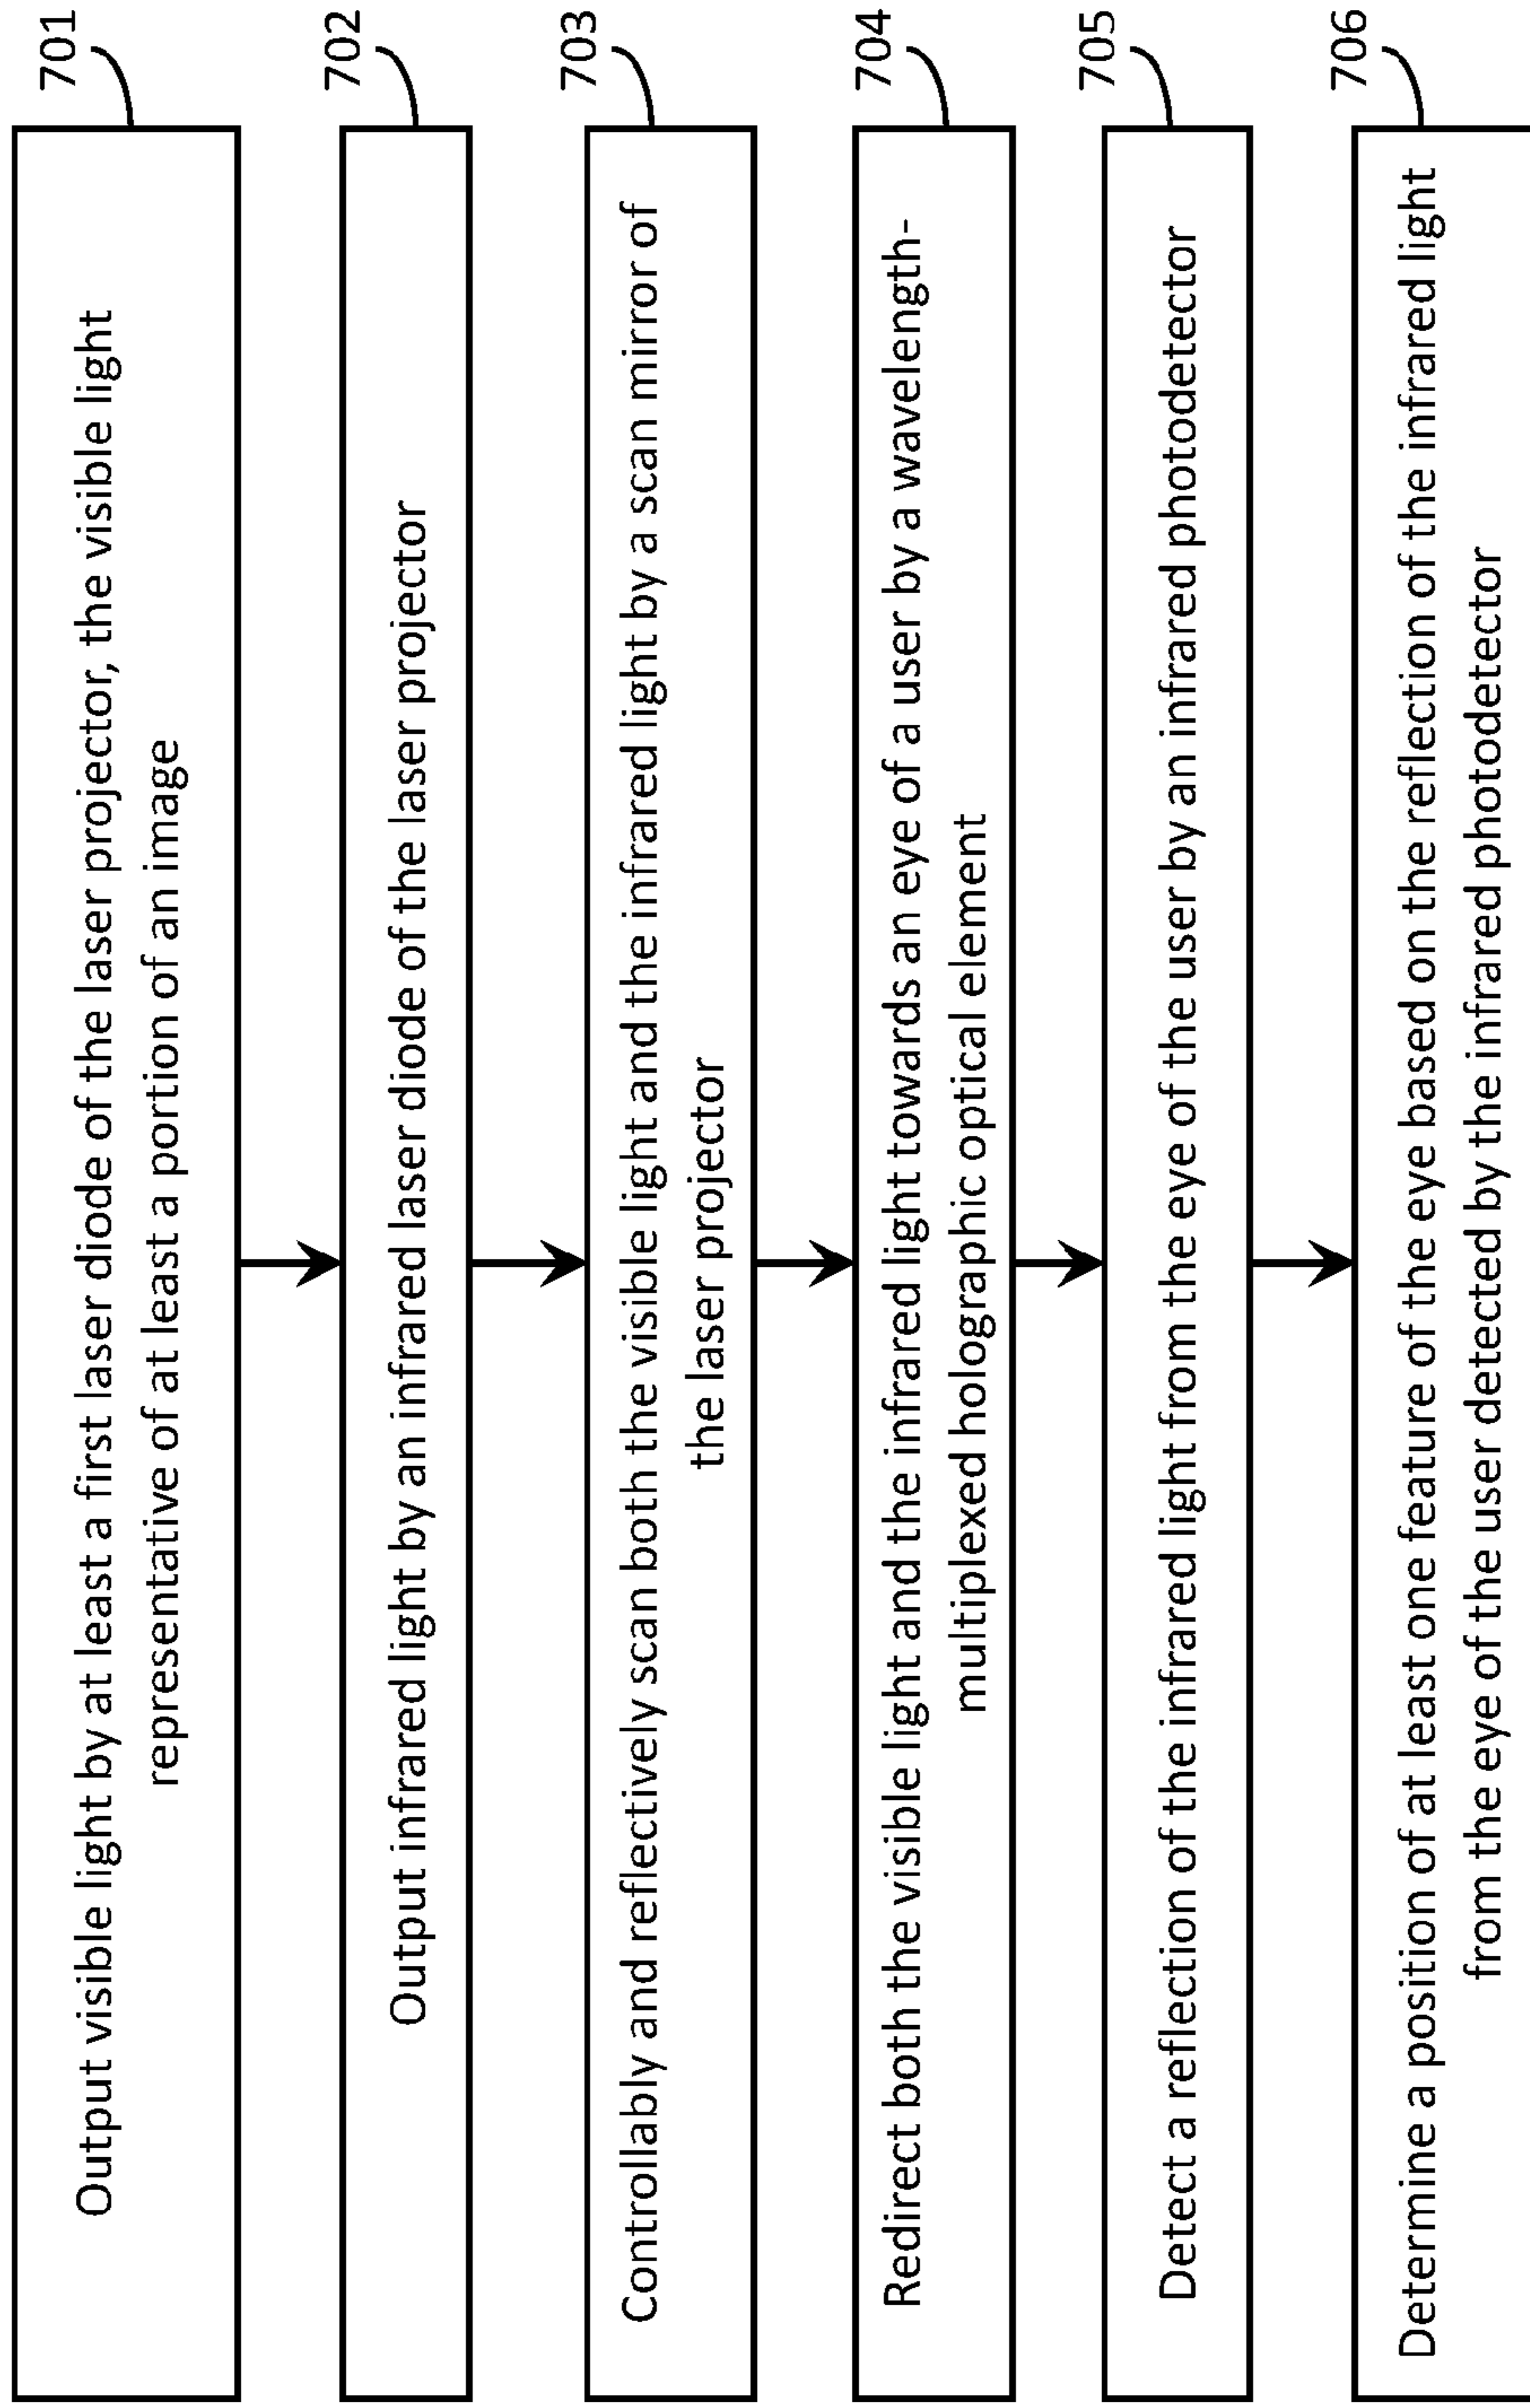 701
Output visible light by at least a first laser diode of the laser projector, the visible light
representative of at least a portion of an image
702
Output infrared light by an infrared laser diode of the laser projector
703
Controllably and reflectively scan both the visible light and the infrared light by a scan mirror of
the laser projector
704
Redirect both the visible light and the infrared light towards an eye of a user by a wavelength-
multiplexed holographic optical element
705
Detect a reflection of the infrared light from the eye of the user by an infrared photodetector
706
Determine a position of at least one feature of the eye based on the reflection of the infrared light
from the eye of the user detected by the infrared photodetector